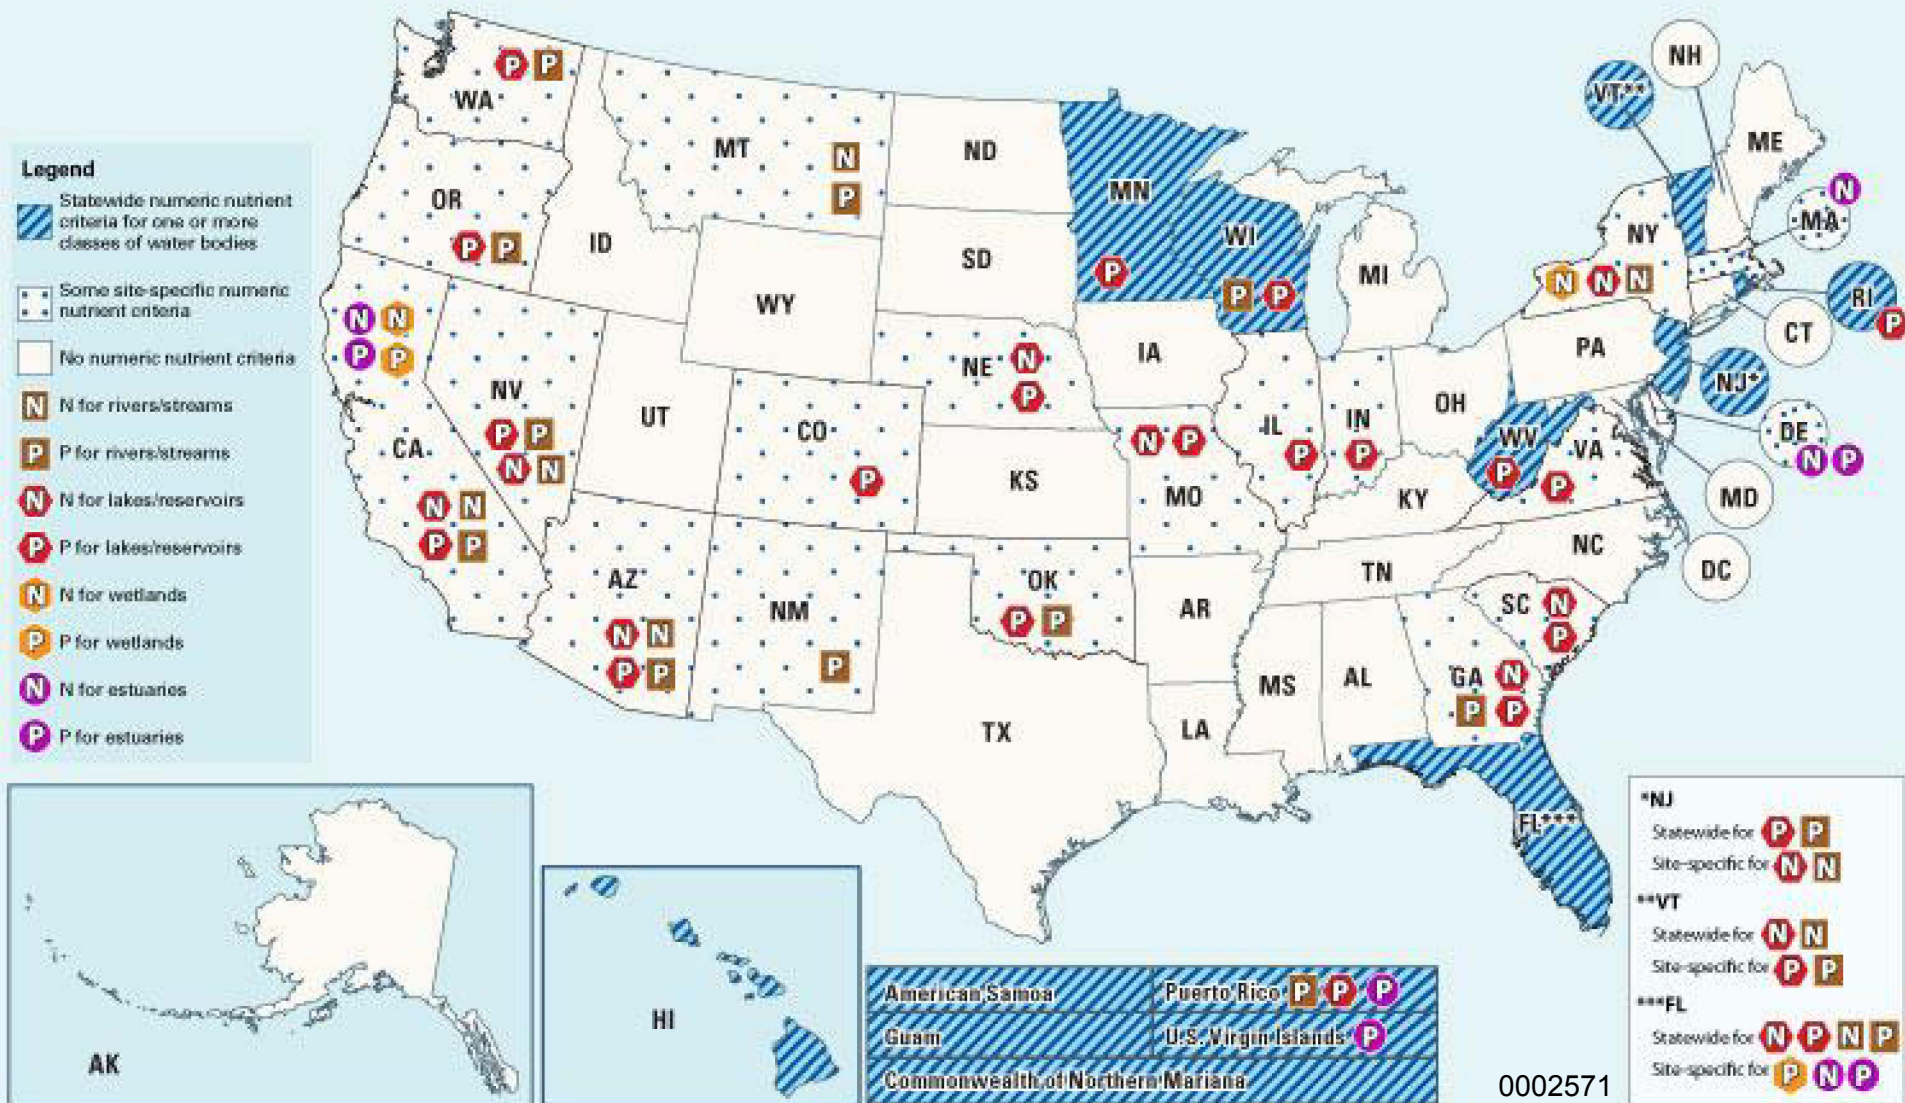 NH
VT**
WA
P P
MT
N
P
ND
MN
P
ME
N
MA
Legend
Statewide numeric nutrient
criteria for one or more
classes of water bodies
Some site-specific numeric
nutrient criteria
No numeric nutrient criteria
N N for rivers/streams
P P for rivers/streams
N N for lakes/reservoirs
P P for lakes/reservoirs
N N for wetlands
P P for wetlands
N N for estuaries
P P for estuaries
OR
P P
ID
SD
WI
P P
MI
NY
N N N
RI
P
CT
WY
N N
P P
CA
N N
P P
NV
P P
N N
UT
CO
P
NE
N
P
IA
IL
P
IN
P
OH
PA
NJ*
DE
N P
WV
P
VA
P
MD
DC
KS
N P
MO
KY
NC
TN
AZ
N N
P P
NM
P
OK
P P
AR
SC N
P
GA N
P P
MS
AL
TX
LA
FL***
AK
HI
American Samoa
Puerto Rico P P P
Guam
U.S. Virgin Islands P
Commonwealth of Northern Mariana
0002571
*NJ
Statewide for P P
Site-specific for N N
**VT
Statewide for N N
Site-specific for P P
***FL
Statewide for N P N P
Site-specific for P N P